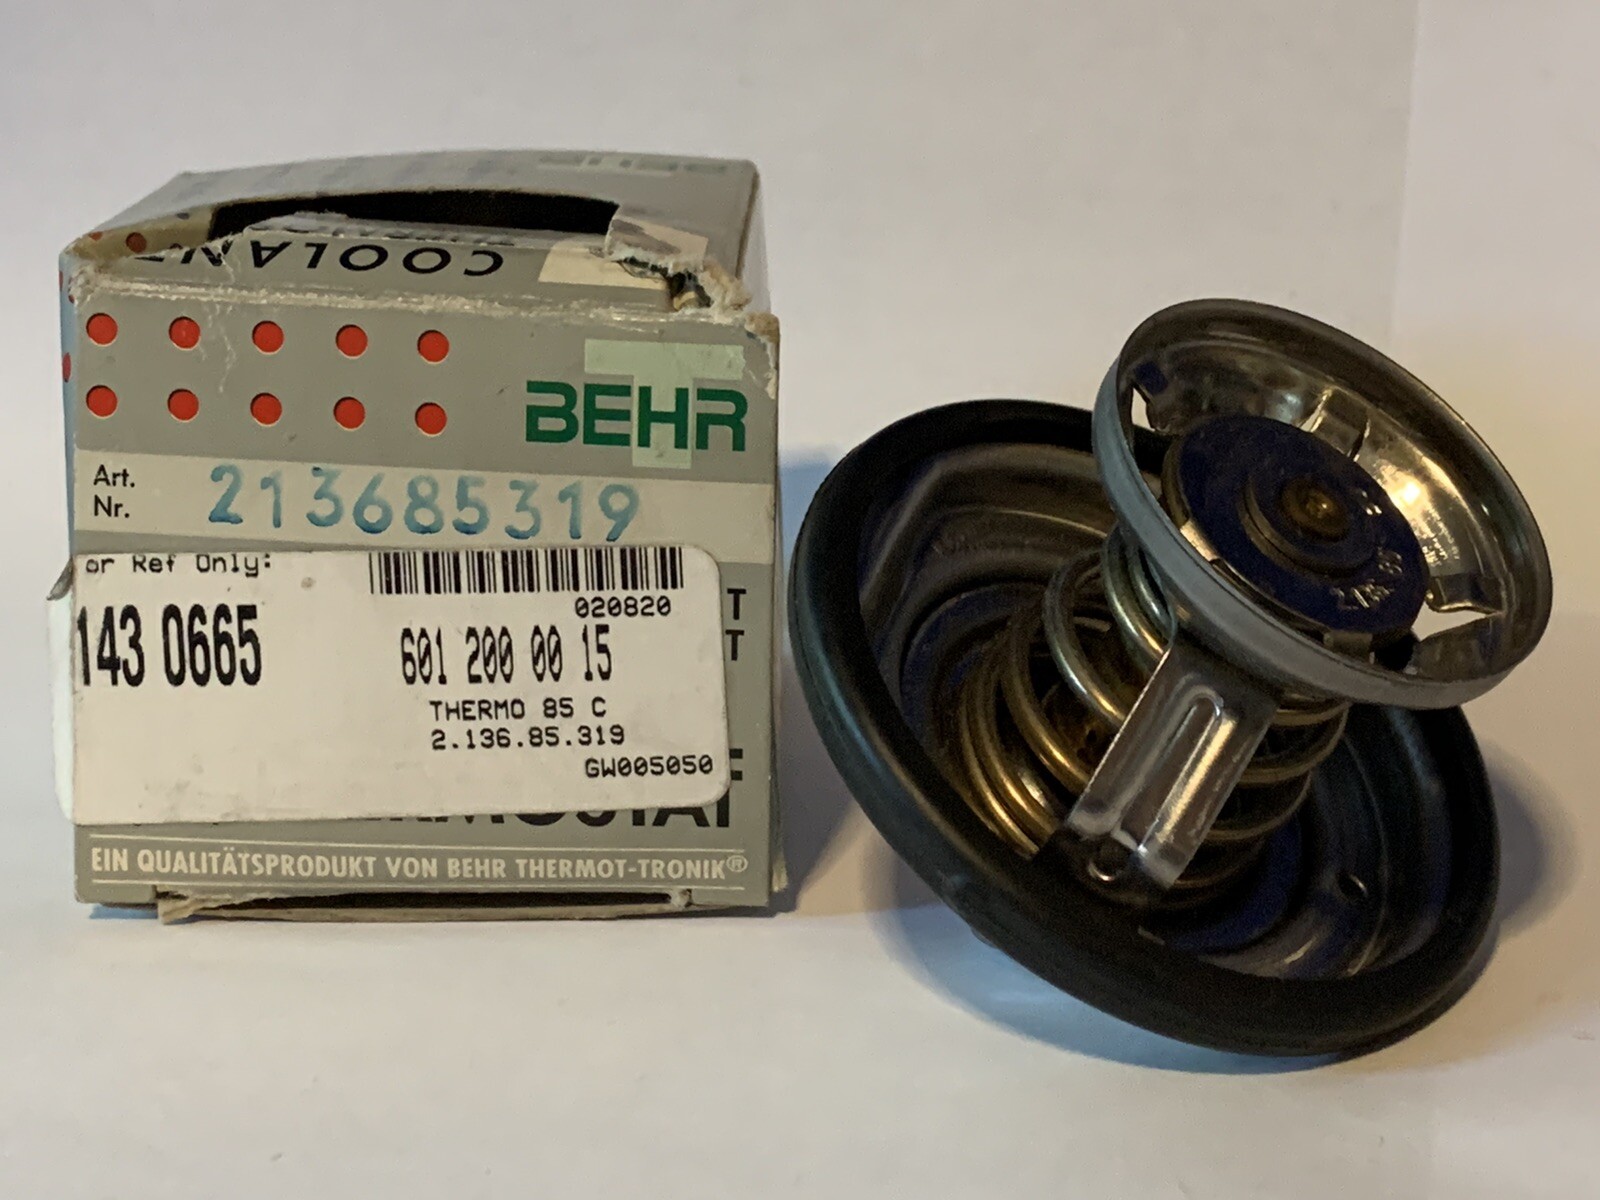 COOLANT
BEHR
Art.
Nr.
213685319
or Ref Only:
020820
143 0665
601 200 00 15
T
THERMO 85 C
T
2.136.85.319
GW005050
EIN QUALITÄTSPRODUKT VON BEHR THERMOT-TRONIK®